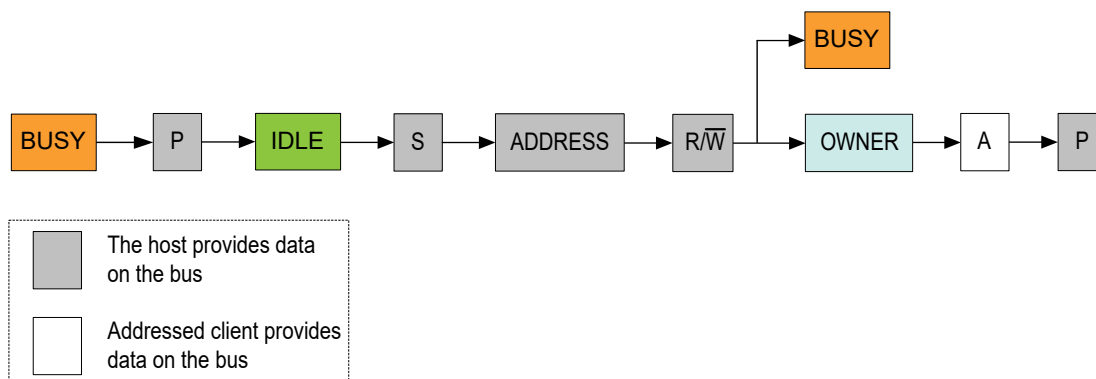 BUSY
BUSY
P
IDLE
S
ADDRESS
R/W̅
OWNER
A
P
The host provides data
on the bus
Addressed client provides
data on the bus